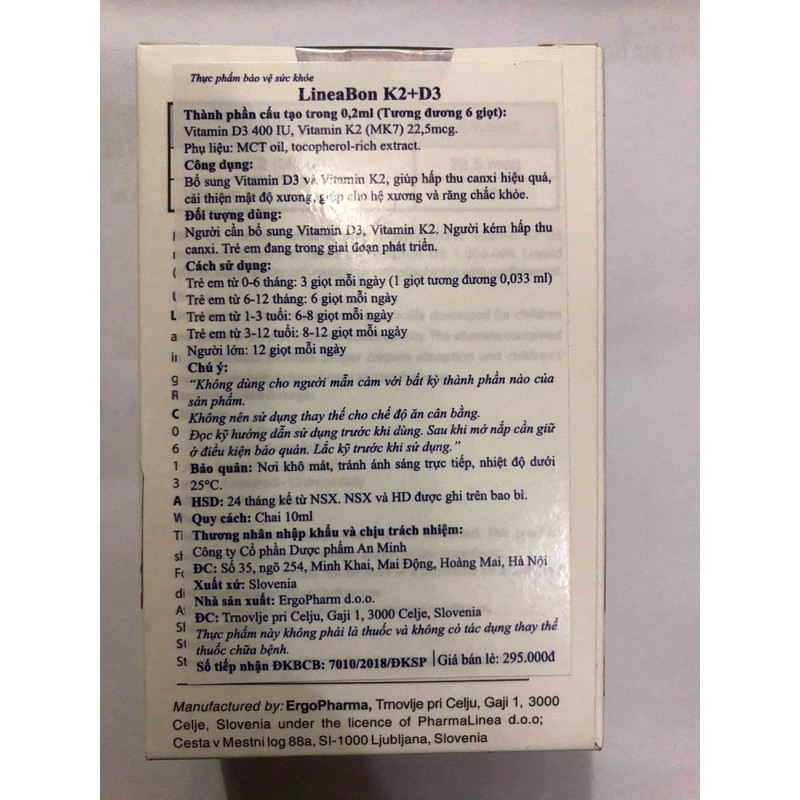 Thực phẩm bảo vệ sức khỏe
LineaBon K2+D3
Thành phần cấu tạo trong 0,2ml (Tương đương 6 giọt):
Vitamin D3 400 IU, Vitamin K2 (MK7) 22,5mcg.
Phụ liệu: MCT oil, tocopherol-rich extract.
Công dụng:
Bổ sung Vitamin D3 và Vitamin K2, giúp hấp thu canxi hiệu quả,
cải thiện mật độ xương, giúp cho hệ xương và răng chắc khỏe.
Đối tượng dùng:
Người cần bổ sung Vitamin D3, Vitamin K2. Người kém hấp thu
canxi. Trẻ em đang trong giai đoạn phát triển.
Cách sử dụng:
Trẻ em từ 0-6 tháng: 3 giọt mỗi ngày (1 giọt tương đương 0,033 ml)
Trẻ em từ 6-12 tháng: 6 giọt mỗi ngày
Trẻ em từ 1-3 tuổi: 6-8 giọt mỗi ngày
Trẻ em từ 3-12 tuổi: 8-12 giọt mỗi ngày
Người lớn: 12 giọt mỗi ngày
Chú ý:
"Không dùng cho người mẫn cảm với bất kỳ thành phần nào của
sản phẩm.
Không nên sử dụng thay thế cho chế độ ăn cân bằng.
Đọc kỹ hướng dẫn sử dụng trước khi dùng. Sau khi mở nắp cần giữ
ở điều kiện bảo quản. Lắc kỹ trước khi sử dụng."
Bảo quản: Nơi khô mát, tránh ánh sáng trực tiếp, nhiệt độ dưới
25°C.
HSD: 24 tháng kể từ NSX. NSX và HD được ghi trên bao bì.
Quy cách: Chai 10ml
Thương nhân nhập khẩu và chịu trách nhiệm:
Công ty Cổ phần Dược phẩm An Minh
ĐC: Số 35, ngõ 254, Minh Khai, Mai Động, Hoàng Mai, Hà Nội
Xuất xứ: Slovenia
Nhà sản xuất: ErgoPharm d.o.o.
ĐC: Trnovlje pri Celju, Gaji 1, 3000 Celje, Slovenia
Thực phẩm này không phải là thuốc và không có tác dụng thay thế
thuốc chữa bệnh.
Số tiếp nhận ĐKBCB: 7010/2018/ĐKSP Giá bán lẻ: 295.000đ
Manufactured by: ErgoPharma, Trnovlje pri Celju, Gaji 1, 3000
Celje, Slovenia under the licence of PharmaLinea d.o.o;
Cesta v Mestni log 88a, SI-1000 Ljubljana, Slovenia